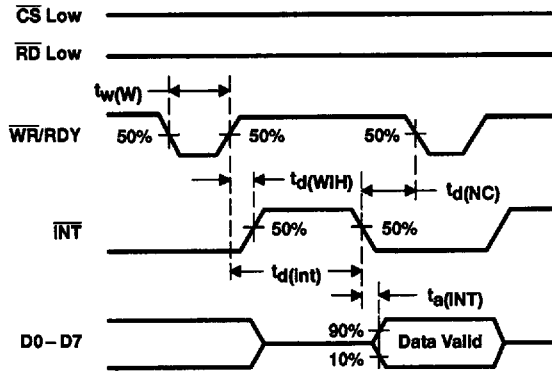 CS Low
RD Low
tw(W)
WR/RDY
50%
50%
50%
td(WIH)
td(NC)
INT
50%
50%
td(int)
ta(INT)
D0–D7
90%
10%
Data Valid